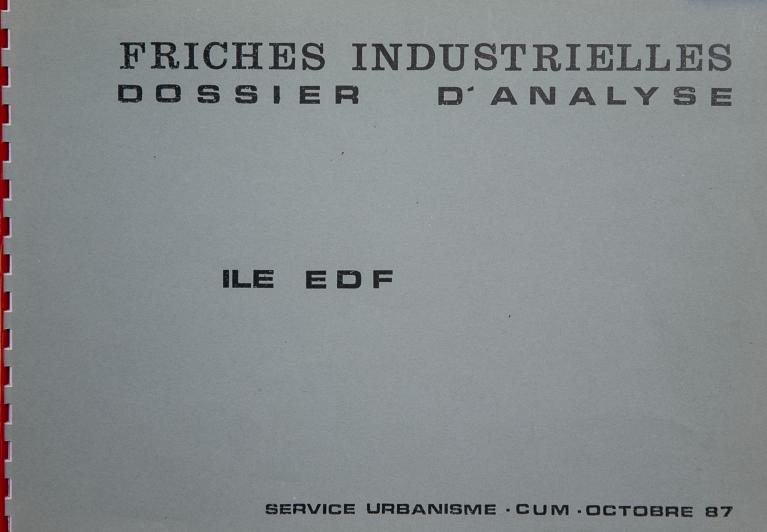 FRICHES INDUSTRIELLES
DOSSIER D'ANALYSE
ILE EDF
SERVICE URBANISME · CUM · OCTOBRE 87